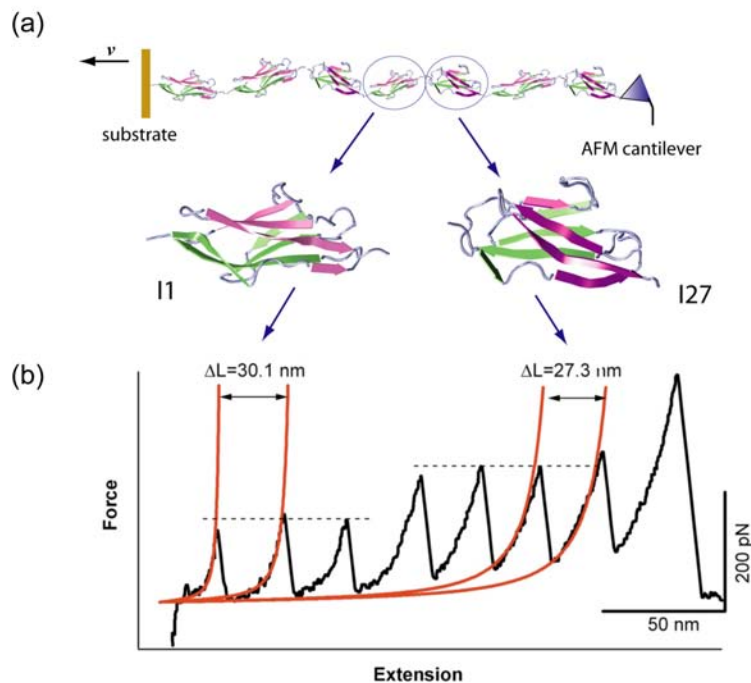 (a)
v
substrate
AFM cantilever
I1
I27
(b)
ΔL=30.1 nm
ΔL=27.3 nm
Force
200 pN
50 nm
Extension